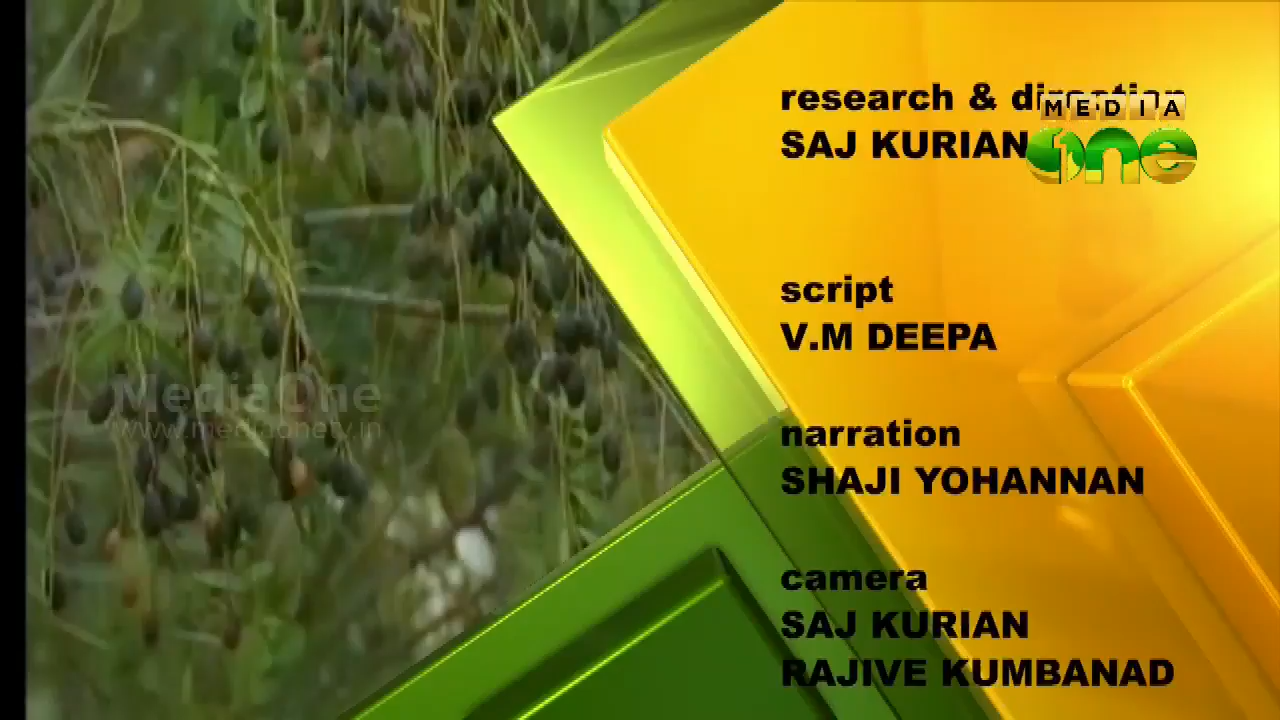 research & direction
MEDIA
one
SAJ KURIAN
script
V.M DEEPA
MediaOne
www.mediaonetv.in
narration
SHAJI YOHANNAN
camera
SAJ KURIAN
RAJIVE KUMBANAD